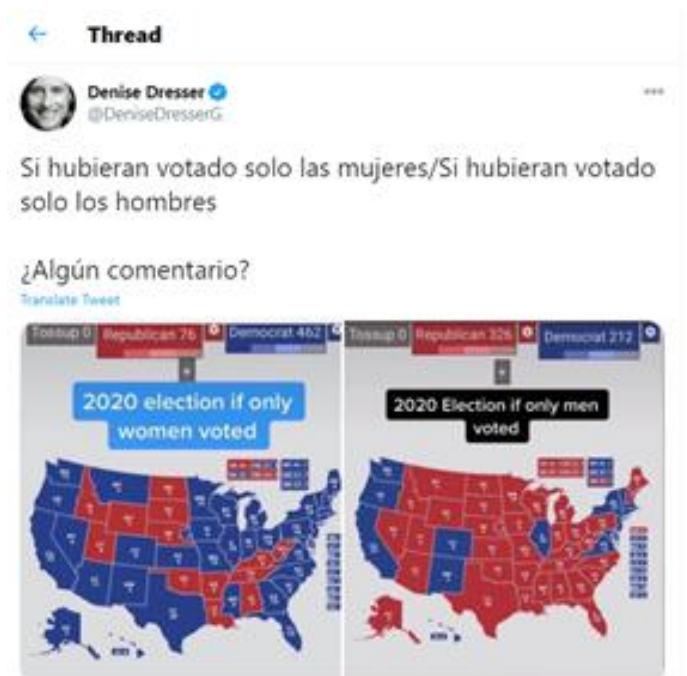 Thread
Denise Dresser
@DeniseDresserG
Si hubieran votado solo las mujeres/Si hubieran votado
solo los hombres
¿Algún comentario?
Translate Tweet
Tossup 0 Republican 76 Democrat 462
2020 election if only
women voted
Tossup 0 Republican 326 Democrat 212
2020 Election if only men
voted